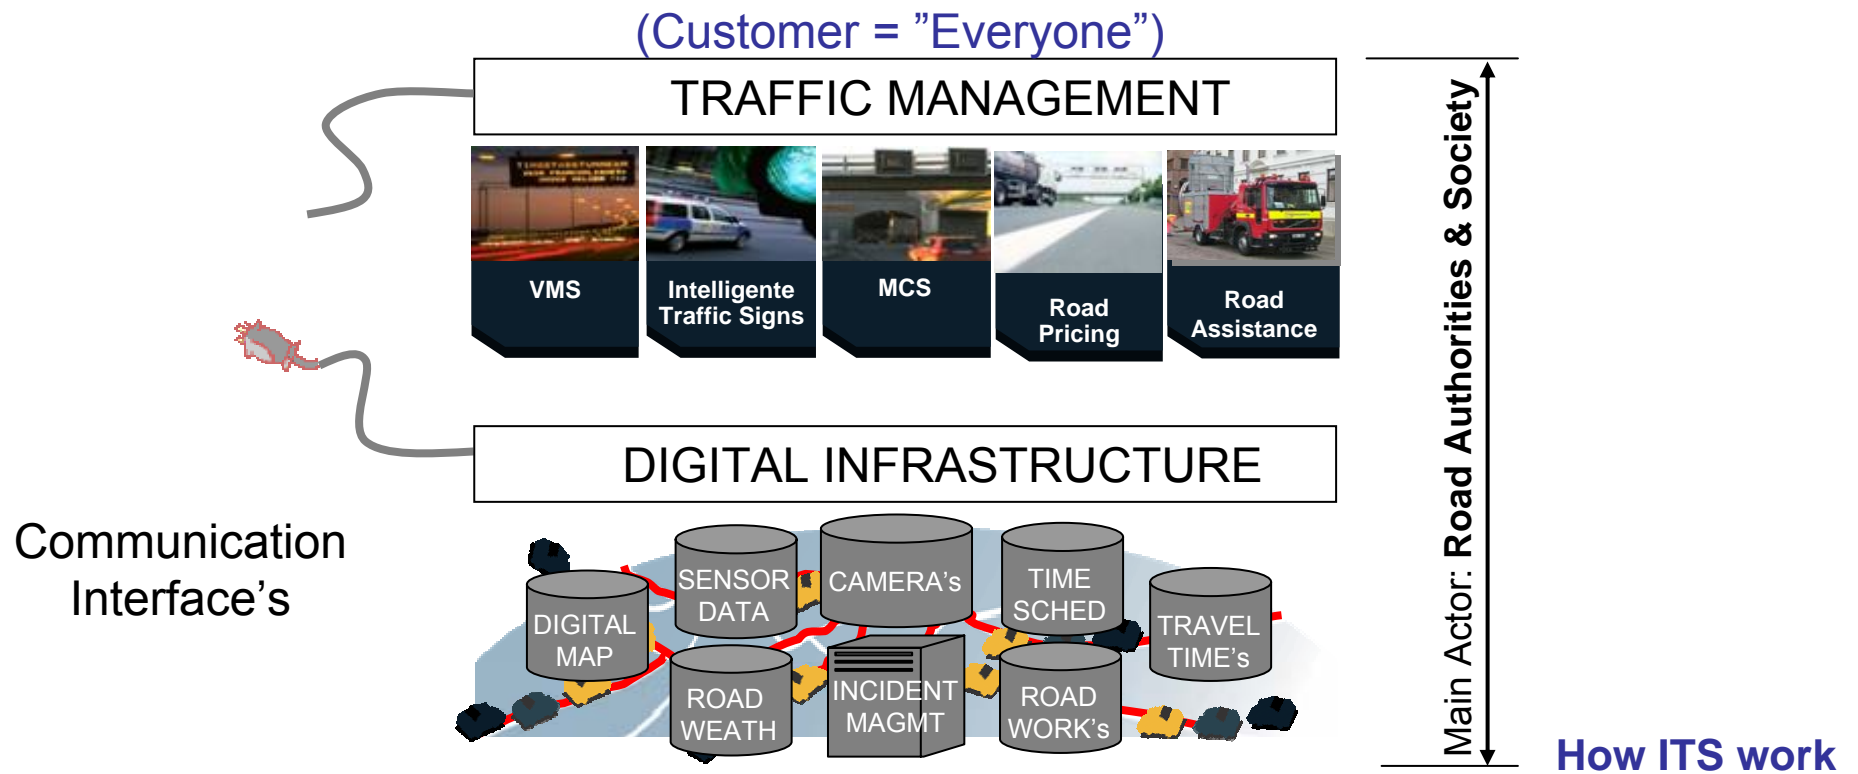 (Customer = ”Everyone”)
TRAFFIC MANAGEMENT
VMS
Intelligente
Traffic Signs
MCS
Road
Pricing
Road
Assistance
DIGITAL INFRASTRUCTURE
Communication
Interface's
DIGITAL
MAP
SENSOR
DATA
CAMERA's
TIME
SCHED
TRAVEL
TIME's
ROAD
WEATH
INCIDENT
MAGMT
ROAD
WORK's
Main Actor: Road Authorities & Society
How ITS work